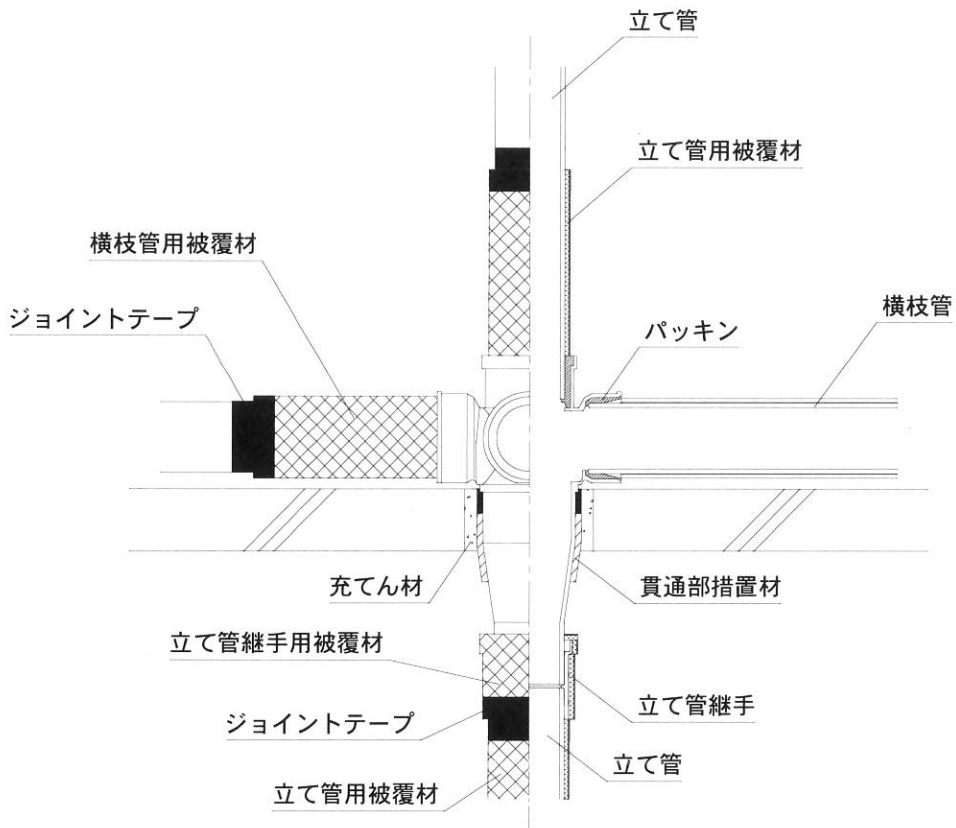 立て管
立て管用被覆材
横枝管用被覆材
横枝管
ジョイントテープ
パッキン
充てん材
貫通部措置材
立て管継手用被覆材
立て管継手
ジョイントテープ
立て管
立て管用被覆材